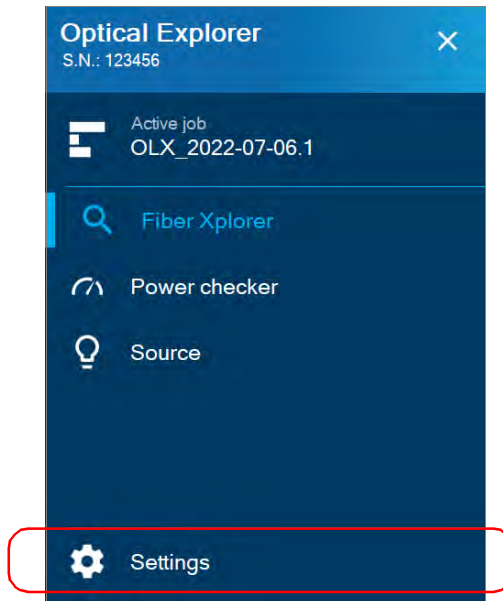 Optical Explorer
S.N.: 123456
Active job
OLX_2022-07-06.1
Fiber Xplorer
Power checker
Source
Settings